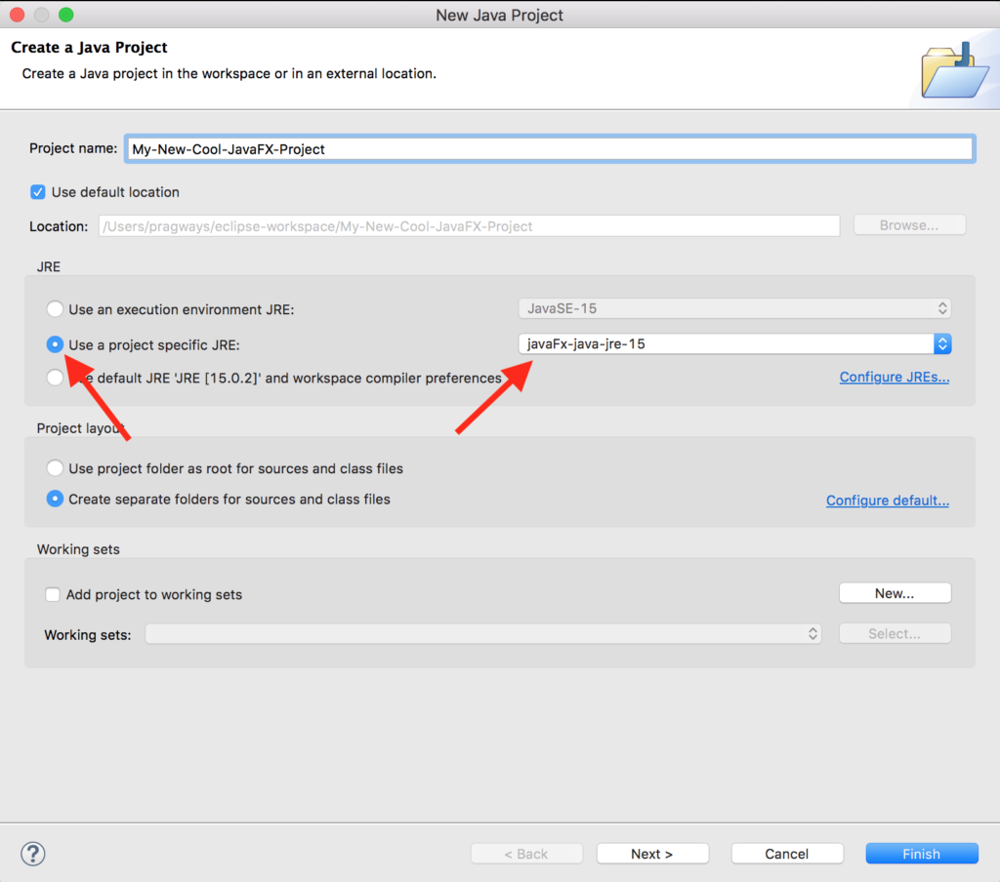 New Java Project
Create a Java Project
Create a Java project in the workspace or in an external location.
Project name: My-New-Cool-JavaFX-Project
Use default location
Location: /Users/pragways/eclipse-workspace/My-New-Cool-JavaFX-Project Browse...
JRE
Use an execution environment JRE: JavaSE-15
Use a project specific JRE: javaFx-java-jre-15
default JRE 'JRE [15.0.2]' and workspace compiler preferences Configure JREs...
Project layout
Use project folder as root for sources and class files
Create separate folders for sources and class files Configure default...
Working sets
Add project to working sets New...
Working sets: Select...
? < Back Next > Cancel Finish